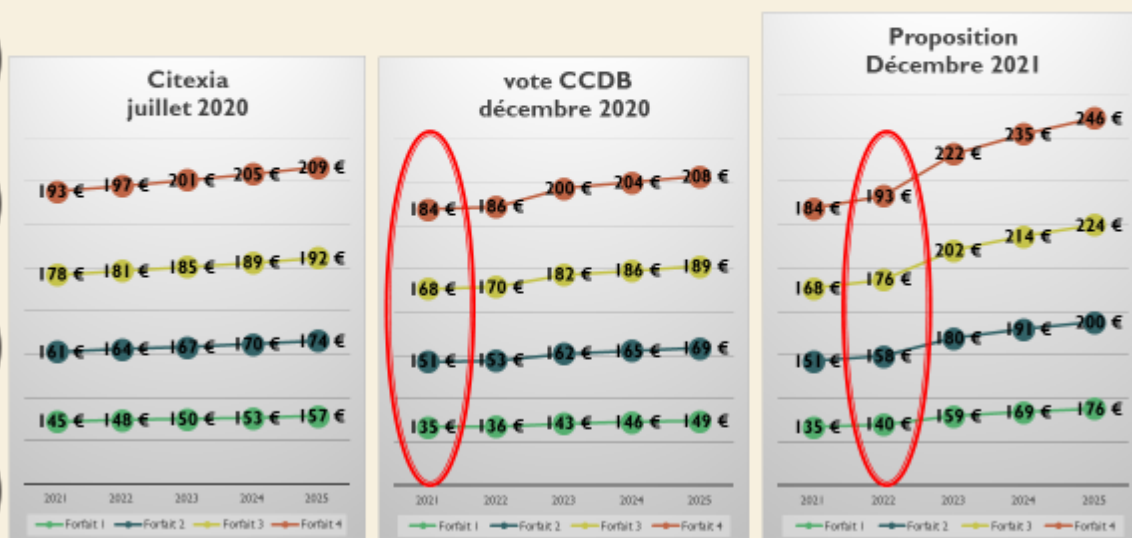 Citexia
juillet 2020
193 € 197 € 201 € 205 € 209 €
178 € 181 € 185 € 189 € 192 €
161 € 164 € 167 € 170 € 174 €
145 € 148 € 150 € 153 € 157 €
2021 2022 2023 2024 2025
Forfait 1 Forfait 2 Forfait 3 Forfait 4
vote CCDB
décembre 2020
184 € 186 € 200 € 204 € 208 €
168 € 170 € 182 € 186 € 189 €
151 € 153 € 162 € 165 € 169 €
135 € 136 € 143 € 146 € 149 €
2021 2022 2023 2024 2025
Forfait 1 Forfait 2 Forfait 3 Forfait 4
Proposition
Décembre 2021
184 € 193 € 222 € 235 € 246 €
168 € 176 € 202 € 214 € 224 €
151 € 158 € 180 € 191 € 200 €
135 € 140 € 159 € 169 € 176 €
2021 2022 2023 2024 2025
Forfait 1 Forfait 2 Forfait 3 Forfait 4